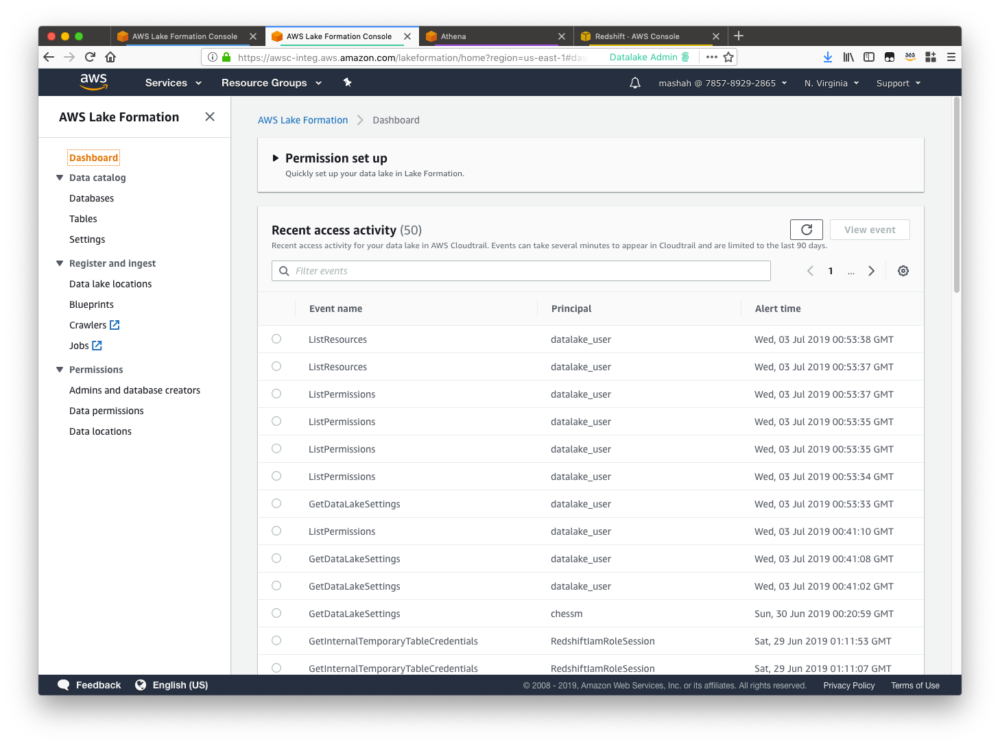 AWS Lake Formation Console
AWS Lake Formation Console
Athena
Redshift · AWS Console
https://awsc-integ.aws.amazon.com/lakeformation/home?region=us-east-1#das
Datalake Admin
aws
Services
Resource Groups
mashah @ 7857-8929-2865
N. Virginia
Support
AWS Lake Formation
Dashboard
Data catalog
Databases
Tables
Settings
Register and ingest
Data lake locations
Blueprints
Crawlers
Jobs
Permissions
Admins and database creators
Data permissions
Data locations
AWS Lake Formation > Dashboard
Permission set up
Quickly set up your data lake in Lake Formation.
Recent access activity (50)
View event
Recent access activity for your data lake in AWS Cloudtrail. Events can take several minutes to appear in Cloudtrail and are limited to the last 90 days.
Filter events
1 ...
Event name Principal Alert time
ListResources datalake_user Wed, 03 Jul 2019 00:53:38 GMT
ListResources datalake_user Wed, 03 Jul 2019 00:53:37 GMT
ListPermissions datalake_user Wed, 03 Jul 2019 00:53:37 GMT
ListPermissions datalake_user Wed, 03 Jul 2019 00:53:35 GMT
ListPermissions datalake_user Wed, 03 Jul 2019 00:53:35 GMT
ListPermissions datalake_user Wed, 03 Jul 2019 00:53:34 GMT
GetDataLakeSettings datalake_user Wed, 03 Jul 2019 00:53:33 GMT
ListPermissions datalake_user Wed, 03 Jul 2019 00:41:10 GMT
GetDataLakeSettings datalake_user Wed, 03 Jul 2019 00:41:08 GMT
GetDataLakeSettings datalake_user Wed, 03 Jul 2019 00:41:02 GMT
GetDataLakeSettings chessm Sun, 30 Jun 2019 00:20:59 GMT
GetInternalTemporaryTableCredentials RedshiftIamRoleSession Sat, 29 Jun 2019 01:11:53 GMT
GetInternalTemporaryTableCredentials RedshiftIamRoleSession Sat, 29 Jun 2019 01:11:07 GMT
Feedback
English (US)
© 2008 - 2019, Amazon Web Services, Inc. or its affiliates. All rights reserved.
Privacy Policy
Terms of Use